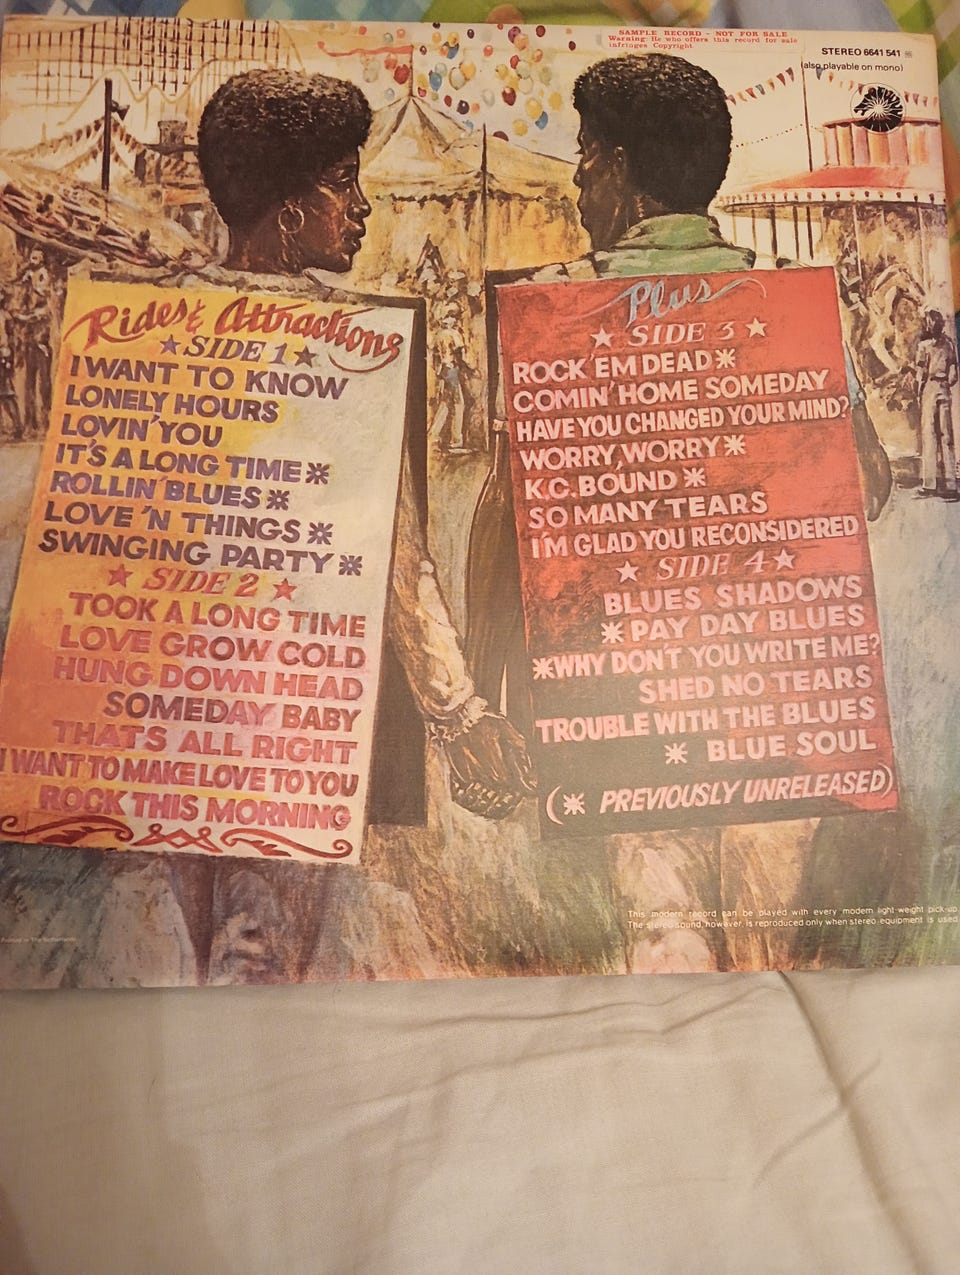 SAMPLE RECORD - NOT FOR SALE
Warning: He who offers this record for sale
infringes Copyright
STEREO 6641 541
(also playable on mono)
Rides & Attractions
★ SIDE 1 ★
I WANT TO KNOW
LONELY HOURS
LOVIN' YOU
IT'S A LONG TIME *
ROLLIN' BLUES *
LOVE 'N THINGS *
SWINGING PARTY *
★ SIDE 2 ★
TOOK A LONG TIME
LOVE GROW COLD
HUNG DOWN HEAD
SOMEDAY BABY
THAT'S ALL RIGHT
I WANT TO MAKE LOVE TO YOU
ROCK THIS MORNING
Plus
★ SIDE 3 ★
ROCK 'EM DEAD *
COMIN' HOME SOMEDAY
HAVE YOU CHANGED YOUR MIND?
WORRY, WORRY *
K.C. BOUND *
SO MANY TEARS
I'M GLAD YOU RECONSIDERED
★ SIDE 4 ★
BLUES SHADOWS
* PAY DAY BLUES
* WHY DON'T YOU WRITE ME?
SHED NO TEARS
TROUBLE WITH THE BLUES
* BLUE SOUL
(* PREVIOUSLY UNRELEASED)
This modern record can be played with every modern light-weight pick-up.
The stereo sound, however, is reproduced only when stereo equipment is used.
Printed in The Netherlands